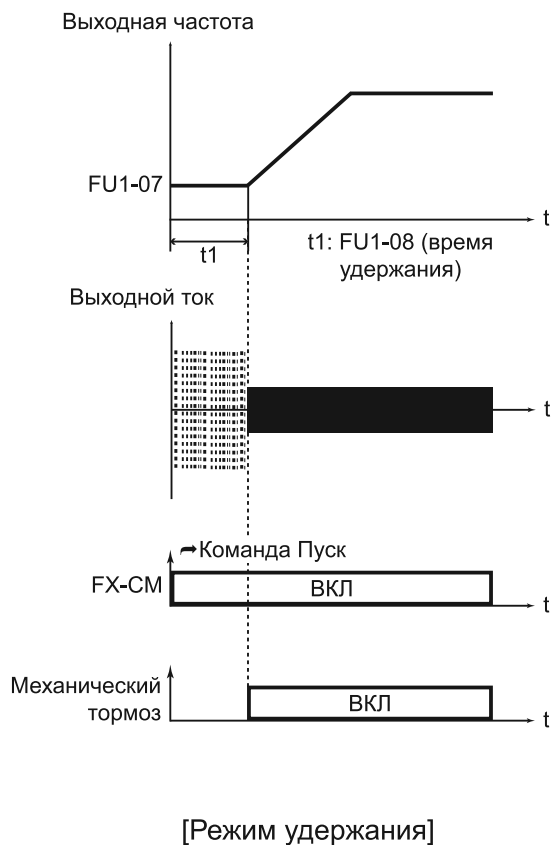 Выходная частота
FU1-07
t
t1
t1: FU1-08 (время
удержания)
Выходной ток
t
Команда Пуск
FX-CM
ВКЛ
t
Механический
тормоз
ВКЛ
t
[Режим удержания]